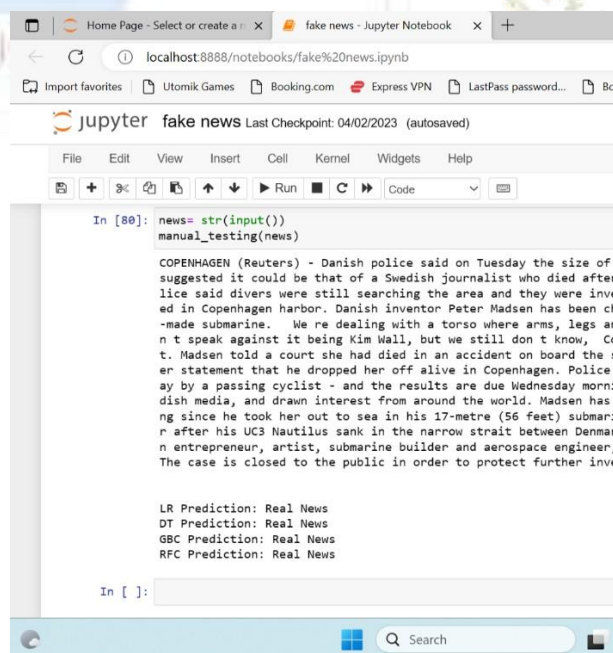 Home Page - Select or create a n
fake news - Jupyter Notebook
localhost:8888/notebooks/fake%20news.ipynb
Import favorites
Utomik Games
Booking.com
Express VPN
LastPass password...
Bo
jupyter fake news Last Checkpoint: 04/02/2023 (autosaved)
File Edit View Insert Cell Kernel Widgets Help
Run Code
In [80]: news= str(input())
manual_testing(news)
COPENHAGEN (Reuters) - Danish police said on Tuesday the size of
suggested it could be that of a Swedish journalist who died after
lice said divers were still searching the area and they were inve
ed in Copenhagen harbor. Danish inventor Peter Madsen has been ch
-made submarine. We re dealing with a torso where arms, legs an
n t speak against it being Kim Wall, but we still don t know, Co
t. Madsen told a court she had died in an accident on board the s
er statement that he dropped her off alive in Copenhagen. Police
ay by a passing cyclist - and the results are due Wednesday morni
dish media, and drawn interest from around the world. Madsen has
ng since he took her out to sea in his 17-metre (56 feet) submari
r after his UC3 Nautilus sank in the narrow strait between Denmar
n entrepreneur, artist, submarine builder and aerospace engineer,
The case is closed to the public in order to protect further inve
LR Prediction: Real News
DT Prediction: Real News
GBC Prediction: Real News
RFC Prediction: Real News
In [ ]:
Search